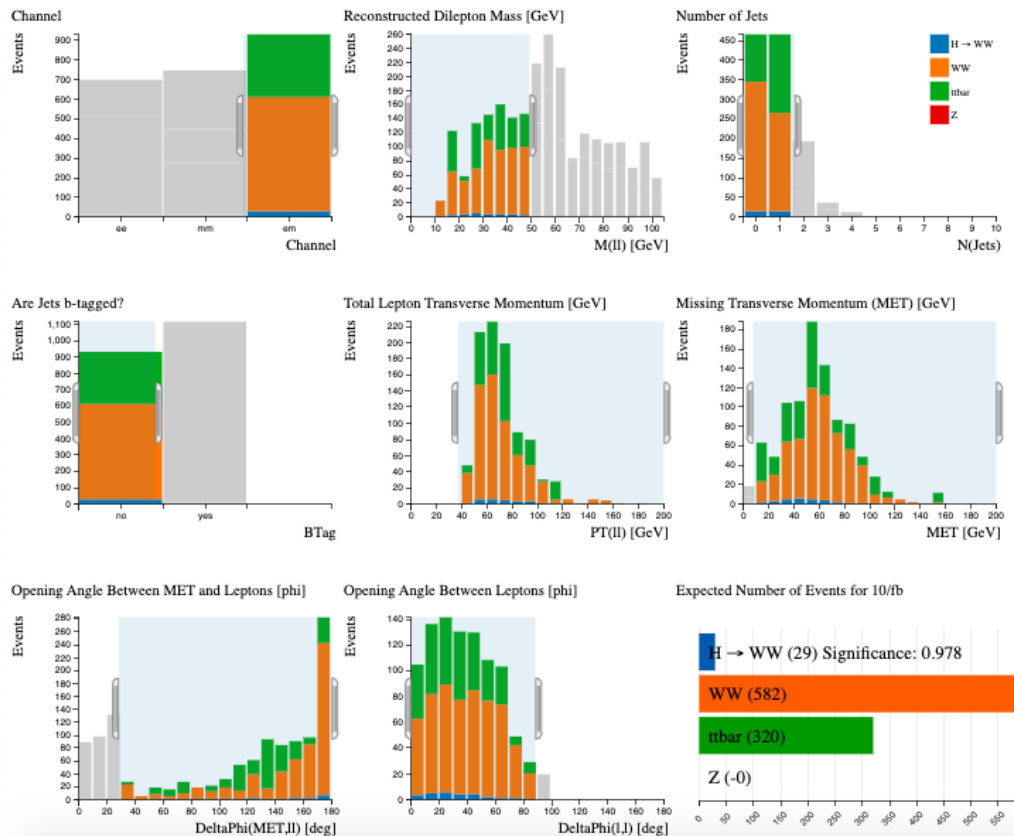 Channel
Events
900
800
700
600
500
400
300
200
100
0
ee mm em
Channel
Reconstructed Dilepton Mass [GeV]
Events
260
240
220
200
180
160
140
120
100
80
60
40
20
0
0 10 20 30 40 50 60 70 80 90 100
M(ll) [GeV]
Number of Jets
Events
450
400
350
300
250
200
150
100
50
0
0 1 2 3 4 5 6 7 8 9 10
N(Jets)
H → WW
WW
ttbar
Z
Are Jets b-tagged?
Events
1,100
1,000
900
800
700
600
500
400
300
200
100
0
no yes
BTag
Total Lepton Transverse Momentum [GeV]
Events
220
200
180
160
140
120
100
80
60
40
20
0
0 20 40 60 80 100 120 140 160 180 200
PT(ll) [GeV]
Missing Transverse Momentum (MET) [GeV]
Events
180
160
140
120
100
80
60
40
20
0
0 20 40 60 80 100 120 140 160 180 200
MET [GeV]
Opening Angle Between MET and Leptons [phi]
Events
280
260
240
220
200
180
160
140
120
100
80
60
40
20
0
0 20 40 60 80 100 120 140 160 180
DeltaPhi(MET,ll) [deg]
Opening Angle Between Leptons [phi]
Events
140
120
100
80
60
40
20
0
0 20 40 60 80 100 120 140 160 180
DeltaPhi(l,l) [deg]
Expected Number of Events for 10/fb
H → WW (29) Significance: 0.978
WW (582)
ttbar (320)
Z (-0)
0 50 100 150 200 250 300 350 400 450 500 550